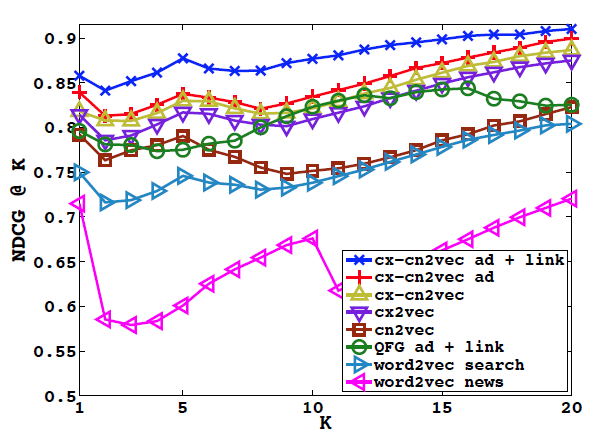 0.9
0.85
0.8
0.75
0.7
0.65
0.6
0.55
0.5
NDCG @ K
cx-cn2vec ad + link
cx-cn2vec ad
cx-cn2vec
cx2vec
cn2vec
QFG ad + link
word2vec search
word2vec news
1 5 10 15 20
K